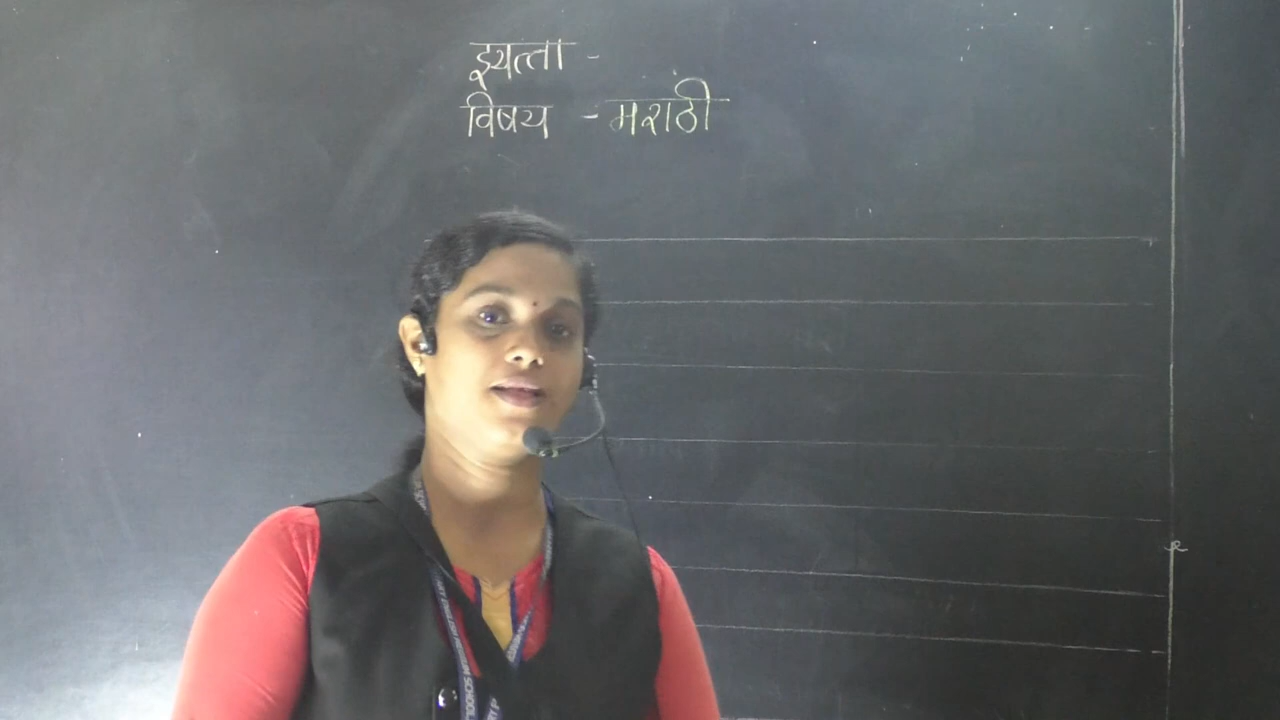 इयत्ता -
विषय - मराठी